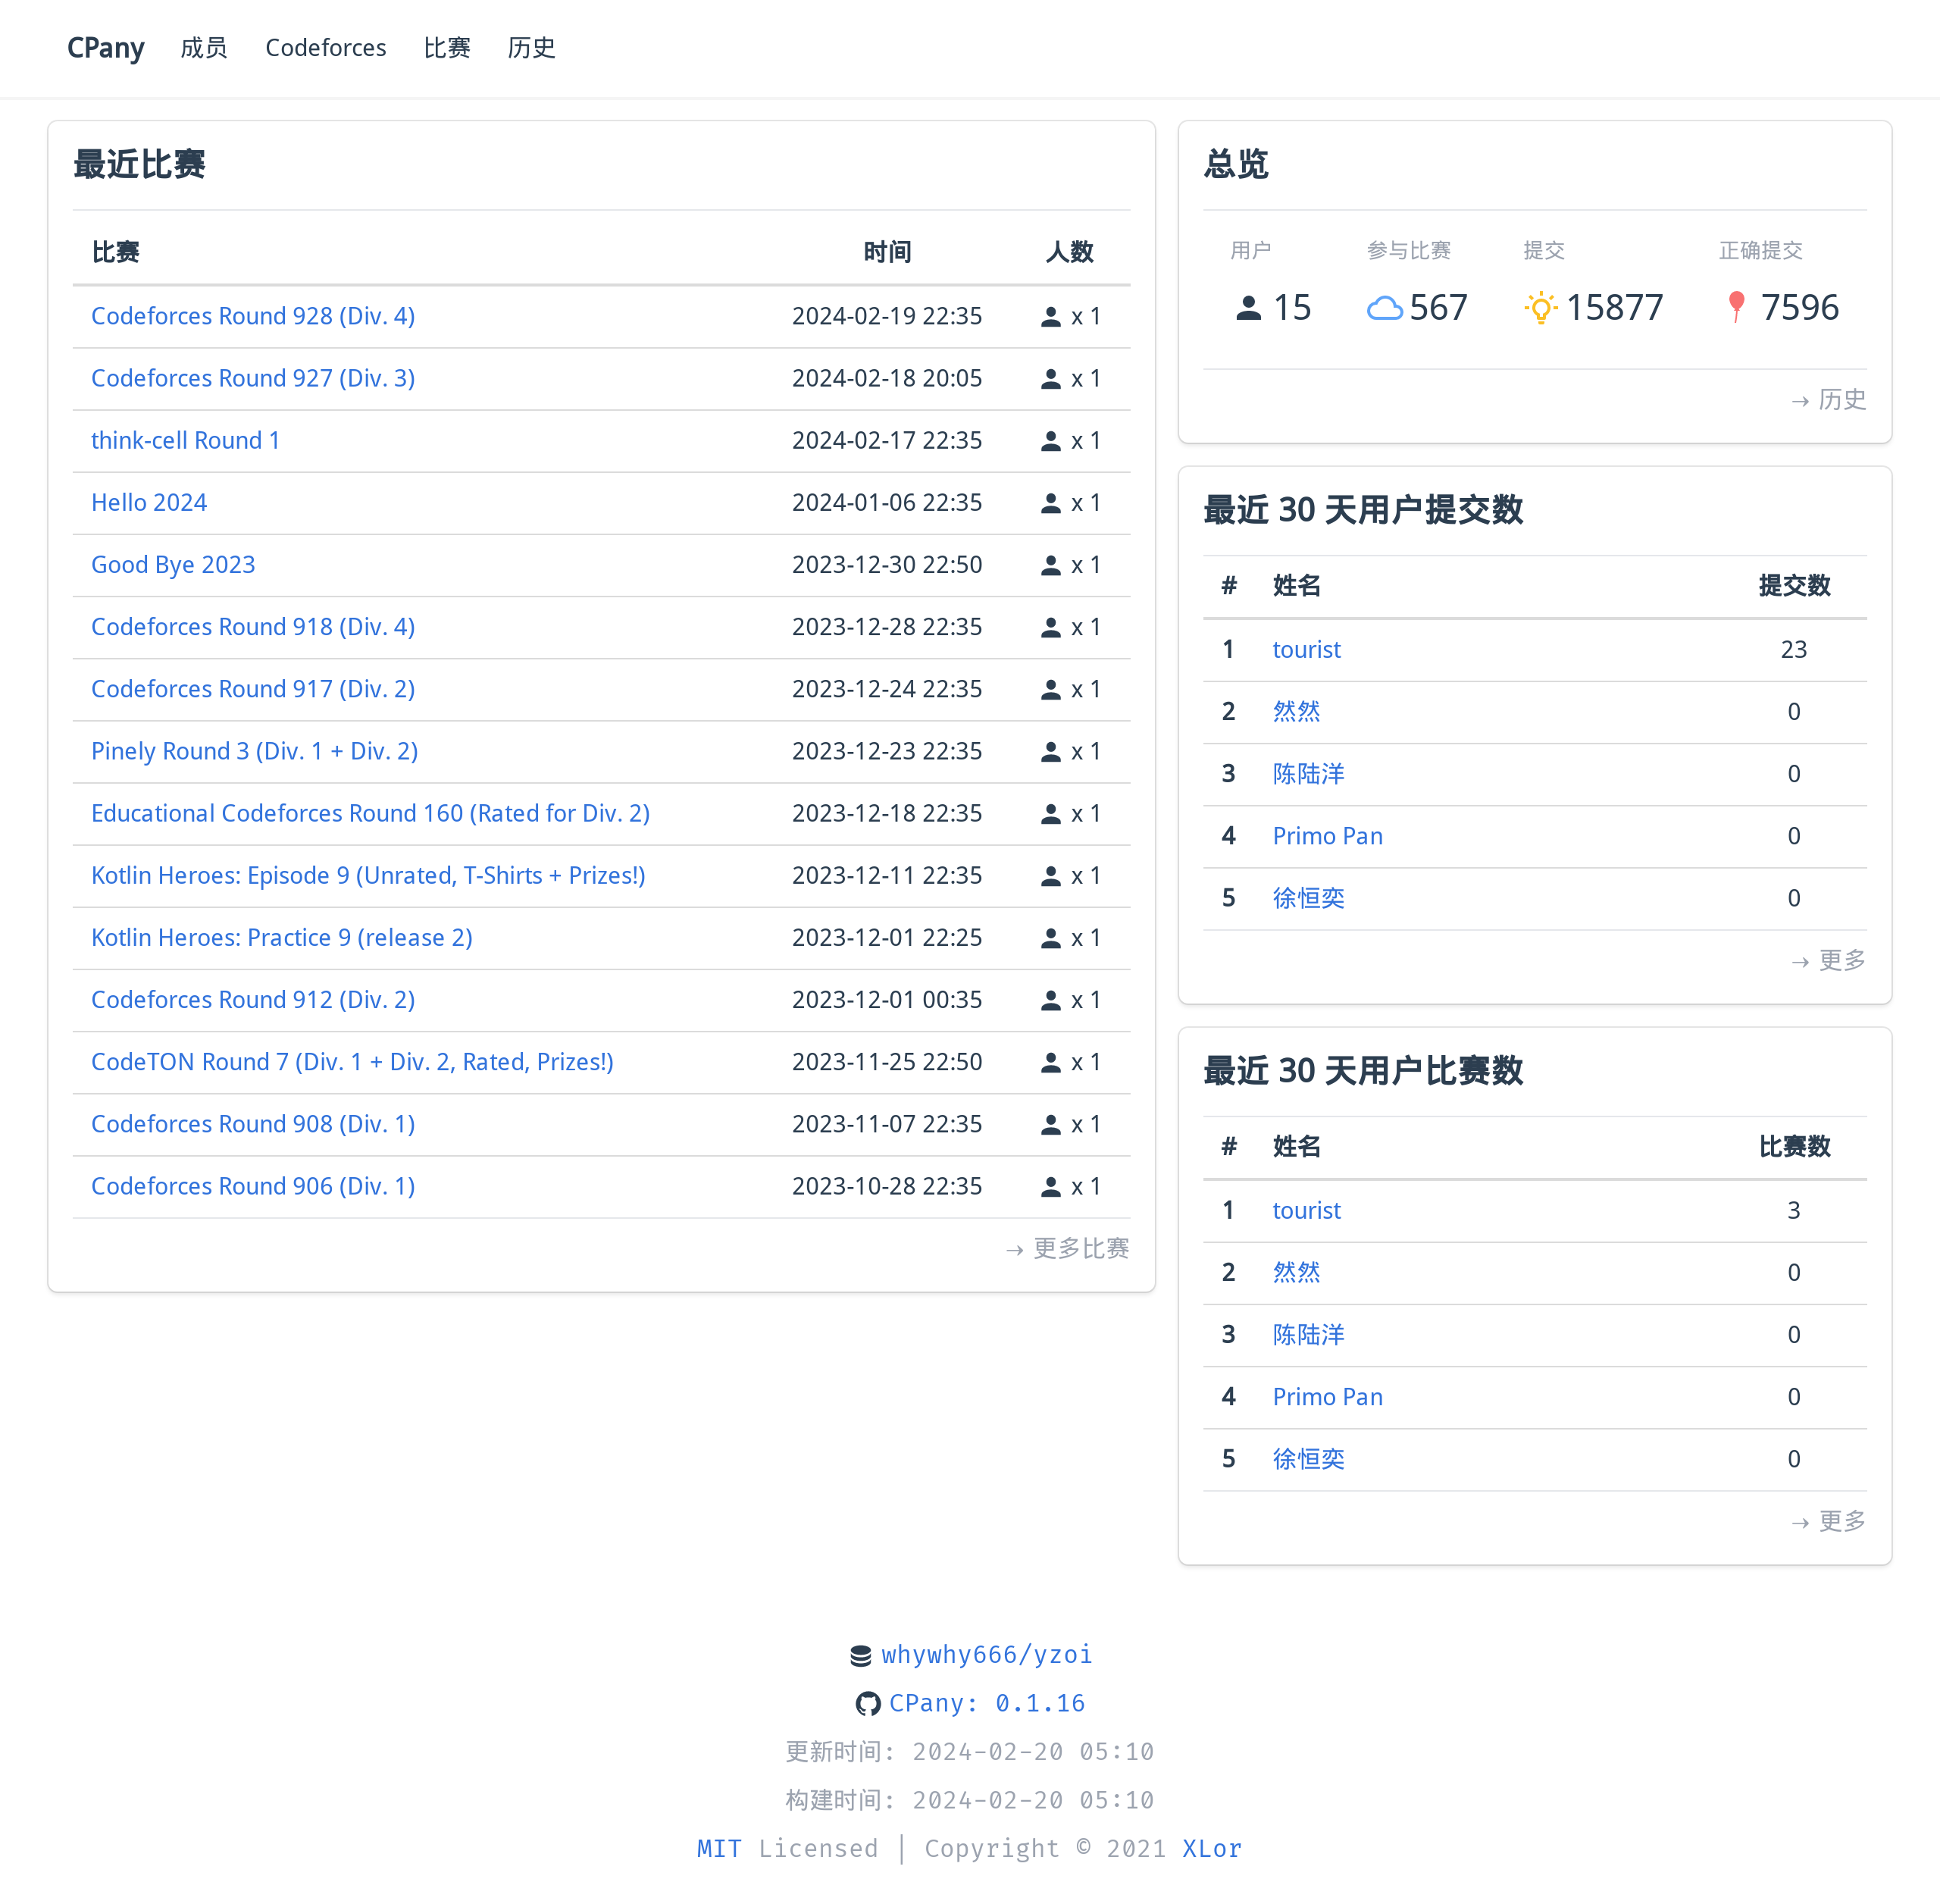 CPany 成员 Codeforces 比赛 历史
最近比赛
比赛 时间 人数
Codeforces Round 928 (Div. 4) 2024-02-19 22:35 x 1
Codeforces Round 927 (Div. 3) 2024-02-18 20:05 x 1
think-cell Round 1 2024-02-17 22:35 x 1
Hello 2024 2024-01-06 22:35 x 1
Good Bye 2023 2023-12-30 22:50 x 1
Codeforces Round 918 (Div. 4) 2023-12-28 22:35 x 1
Codeforces Round 917 (Div. 2) 2023-12-24 22:35 x 1
Pinely Round 3 (Div. 1 + Div. 2) 2023-12-23 22:35 x 1
Educational Codeforces Round 160 (Rated for Div. 2) 2023-12-18 22:35 x 1
Kotlin Heroes: Episode 9 (Unrated, T-Shirts + Prizes!) 2023-12-11 22:35 x 1
Kotlin Heroes: Practice 9 (release 2) 2023-12-01 22:25 x 1
Codeforces Round 912 (Div. 2) 2023-12-01 00:35 x 1
CodeTON Round 7 (Div. 1 + Div. 2, Rated, Prizes!) 2023-11-25 22:50 x 1
Codeforces Round 908 (Div. 1) 2023-11-07 22:35 x 1
Codeforces Round 906 (Div. 1) 2023-10-28 22:35 x 1
→ 更多比赛
总览
用户 参与比赛 提交 正确提交
15 567 15877 7596
→ 历史
最近 30 天用户提交数
# 姓名 提交数
1 tourist 23
2 然然 0
3 陈陆洋 0
4 Primo Pan 0
5 徐恒奕 0
→ 更多
最近 30 天用户比赛数
# 姓名 比赛数
1 tourist 3
2 然然 0
3 陈陆洋 0
4 Primo Pan 0
5 徐恒奕 0
→ 更多
whywhy666/yzoi
CPany: 0.1.16
更新时间: 2024-02-20 05:10
构建时间: 2024-02-20 05:10
MIT Licensed | Copyright © 2021 XLor